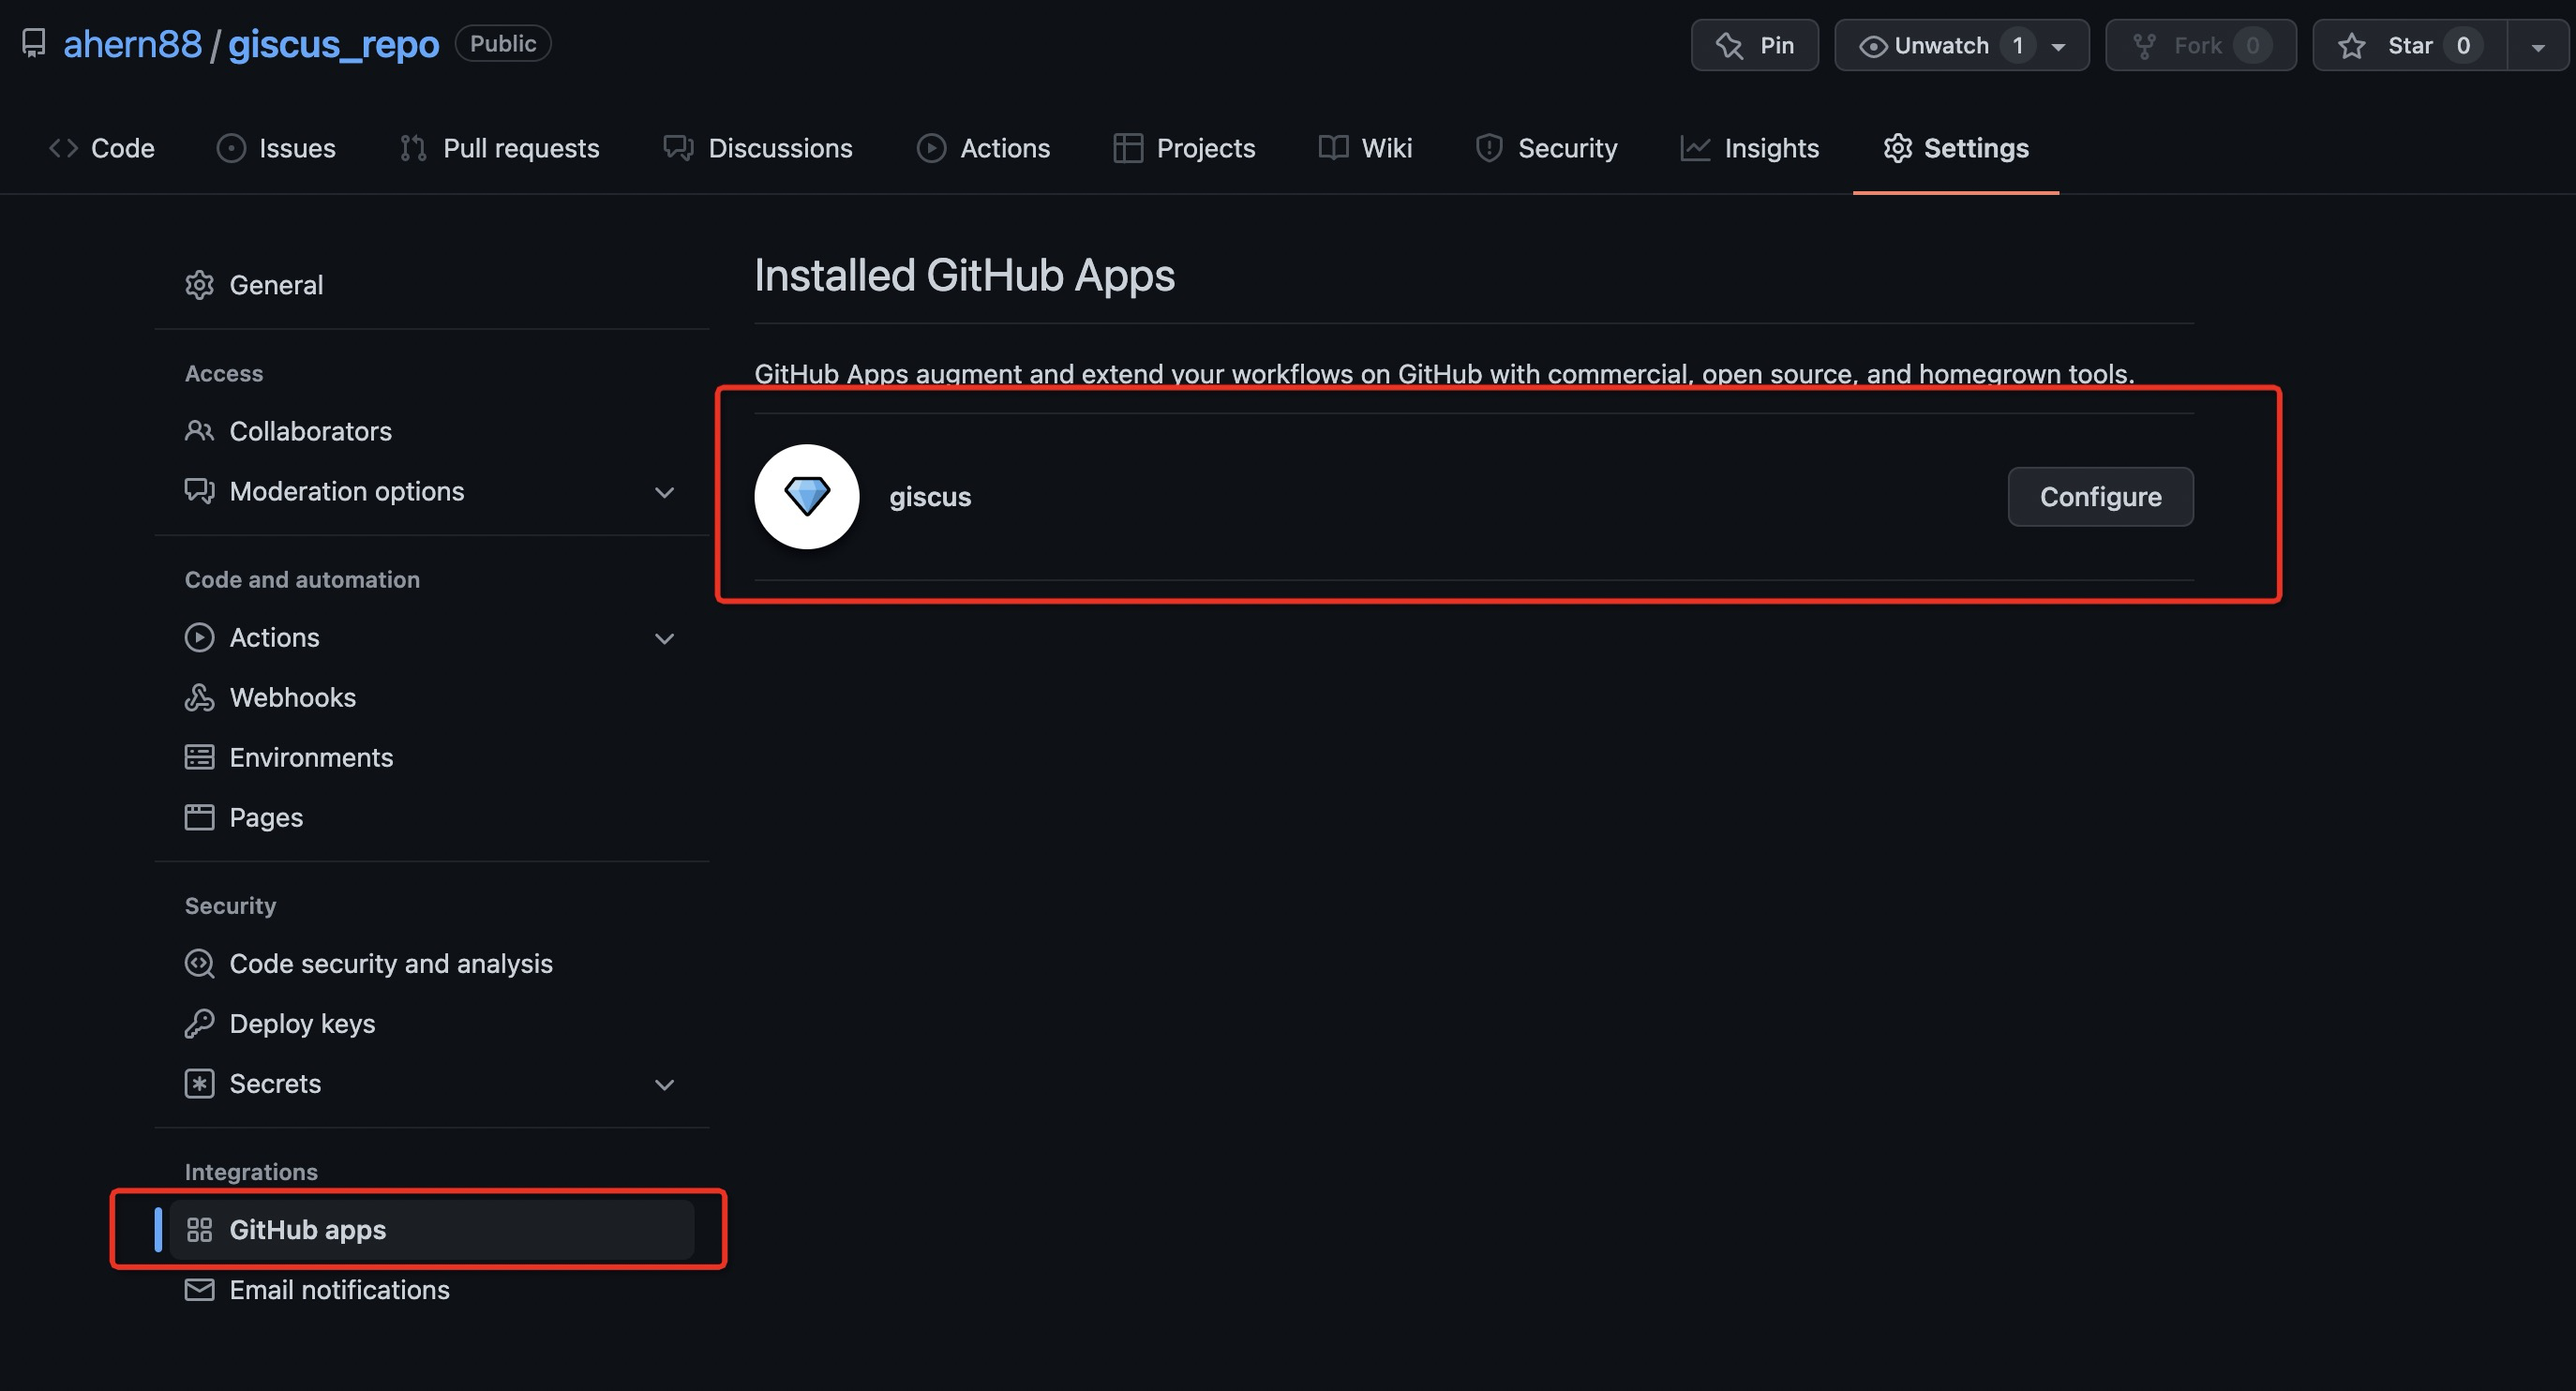 ahern88/giscus_repo Public
Pin Unwatch 1 Fork 0 Star 0
Code Issues Pull requests Discussions Actions Projects Wiki Security Insights Settings
General
Access
Collaborators
Moderation options
Code and automation
Actions
Webhooks
Environments
Pages
Security
Code security and analysis
Deploy keys
Secrets
Integrations
GitHub apps
Email notifications
Installed GitHub Apps
GitHub Apps augment and extend your workflows on GitHub with commercial, open source, and homegrown tools.
giscus Configure